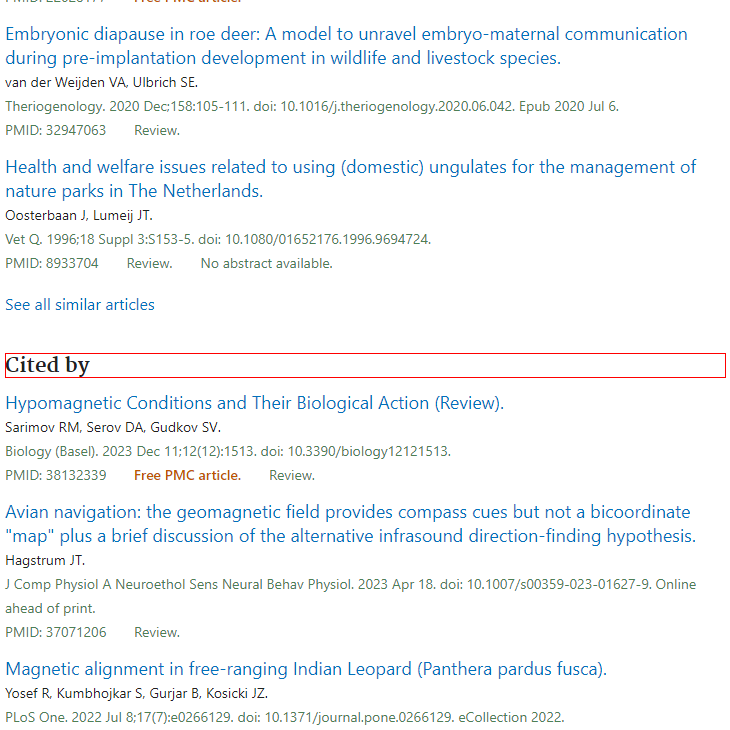 Embryonic diapause in roe deer: A model to unravel embryo-maternal communication
during pre-implantation development in wildlife and livestock species.
van der Weijden VA, Ulbrich SE.
Theriogenology. 2020 Dec;158:105-111. doi: 10.1016/j.theriogenology.2020.06.042. Epub 2020 Jul 6.
PMID: 32947063 Review.
Health and welfare issues related to using (domestic) ungulates for the management of
nature parks in The Netherlands.
Oosterbaan J, Lumeij JT.
Vet Q. 1996;18 Suppl 3:S153-5. doi: 10.1080/01652176.1996.9694724.
PMID: 8933704 Review. No abstract available.
See all similar articles
Cited by
Hypomagnetic Conditions and Their Biological Action (Review).
Sarimov RM, Serov DA, Gudkov SV.
Biology (Basel). 2023 Dec 11;12(12):1513. doi: 10.3390/biology12121513.
PMID: 38132339 Free PMC article. Review.
Avian navigation: the geomagnetic field provides compass cues but not a bicoordinate
"map" plus a brief discussion of the alternative infrasound direction-finding hypothesis.
Hagstrum JT.
J Comp Physiol A Neuroethol Sens Neural Behav Physiol. 2023 Apr 18. doi: 10.1007/s00359-023-01627-9. Online
ahead of print.
PMID: 37071206 Review.
Magnetic alignment in free-ranging Indian Leopard (Panthera pardus fusca).
Yosef R, Kumbhojkar S, Gurjar B, Kosicki JZ.
PLoS One. 2022 Jul 8;17(7):e0266129. doi: 10.1371/journal.pone.0266129. eCollection 2022.